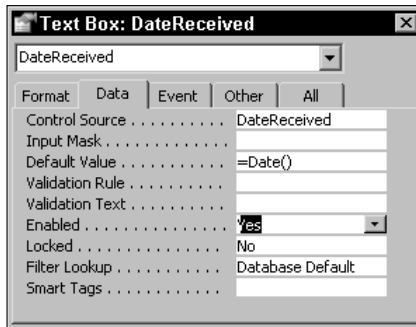 Text Box: DateReceived
DateReceived
Format Data Event Other All
Control Source . . . . . . . . . . DateReceived
Input Mask . . . . . . . . . . . . .
Default Value . . . . . . . . . . . =Date()
Validation Rule . . . . . . . . . .
Validation Text . . . . . . . . . .
Enabled . . . . . . . . . . . . . . . Yes
Locked . . . . . . . . . . . . . . . . No
Filter Lookup . . . . . . . . . . . Database Default
Smart Tags . . . . . . . . . . . .